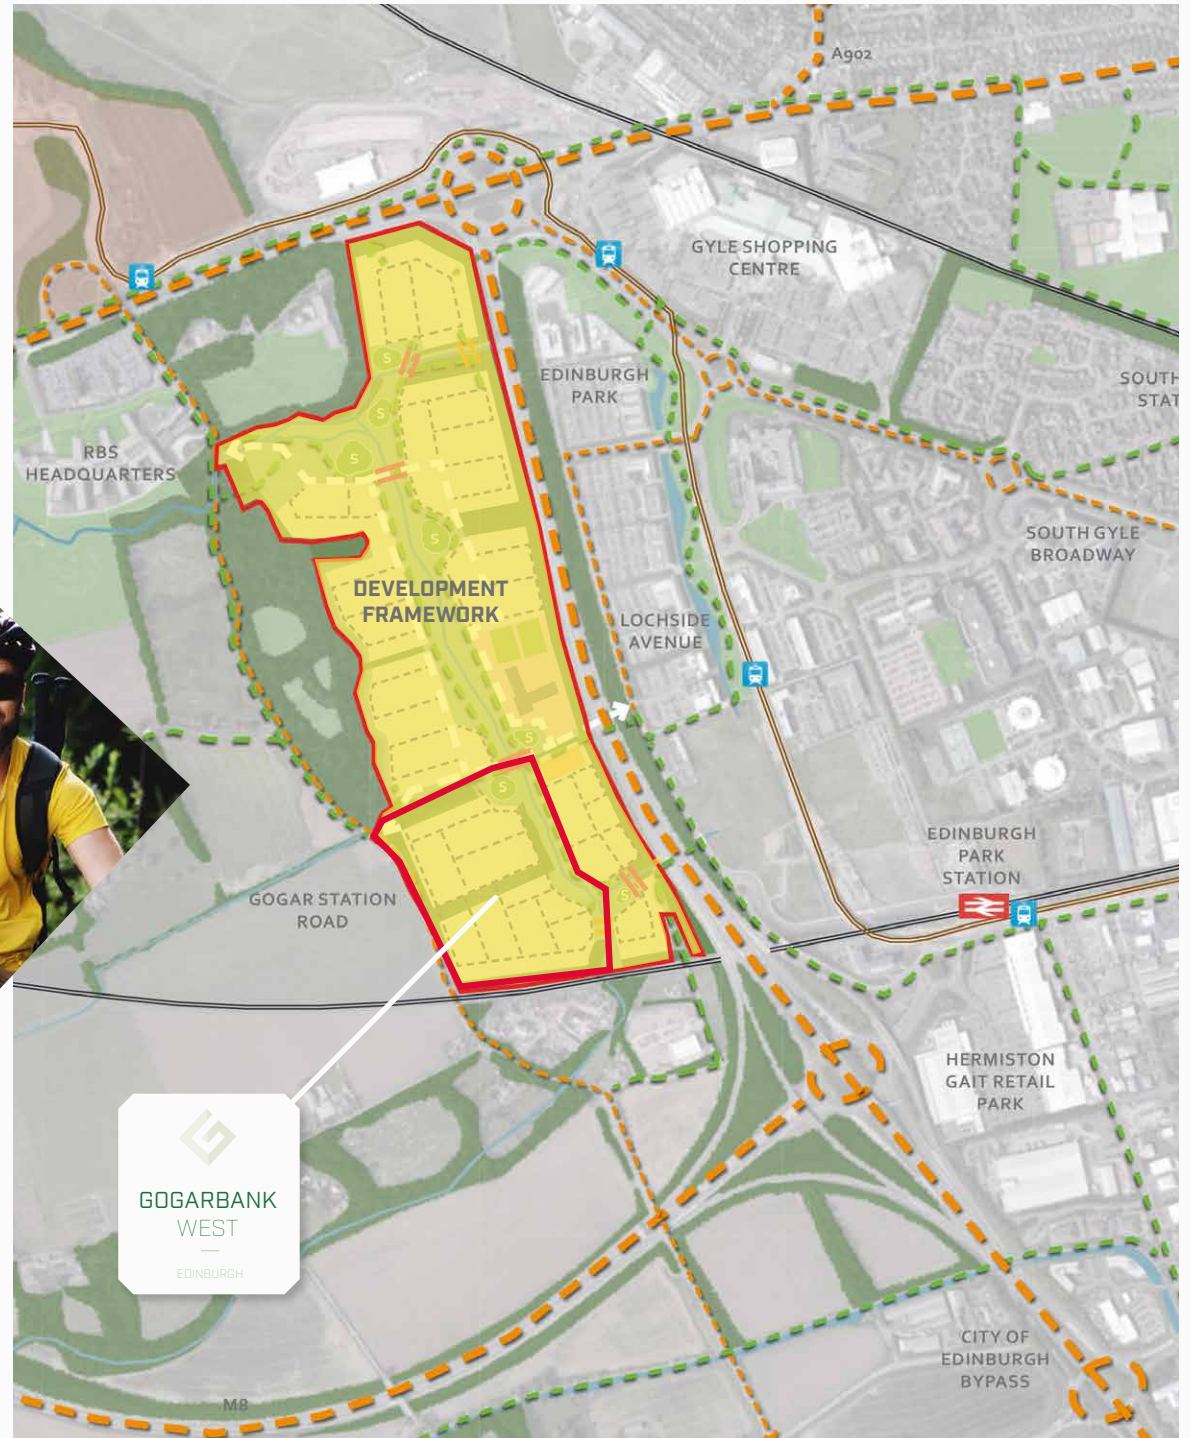 A902
GYLE SHOPPING
CENTRE
EDINBURGH
PARK
SOUTH
STAT
RBS
HEADQUARTERS
S
S
S
S
SOUTH GYLE
BROADWAY
DEVELOPMENT
FRAMEWORK
LOCHSIDE
AVENUE
S
S
EDINBURGH
PARK
STATION
S
GOGAR STATION
ROAD
HERMISTON
GAIT RETAIL
PARK
GOGARBANK
WEST
EDINBURGH
CITY OF
EDINBURGH
BYPASS
M8